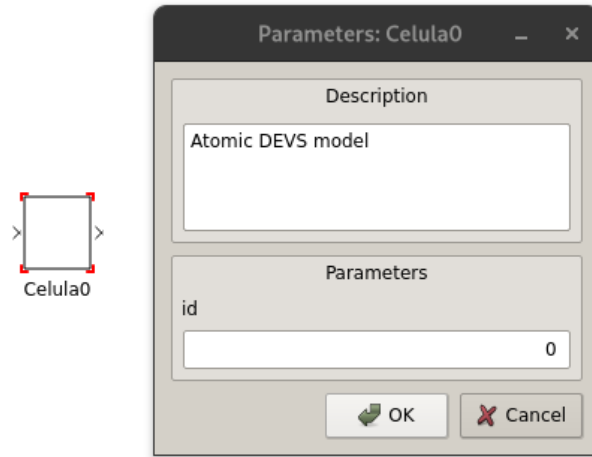 Parameters: Celula0
Description
Atomic DEVS model
Celula0
Parameters
id
0
OK
Cancel